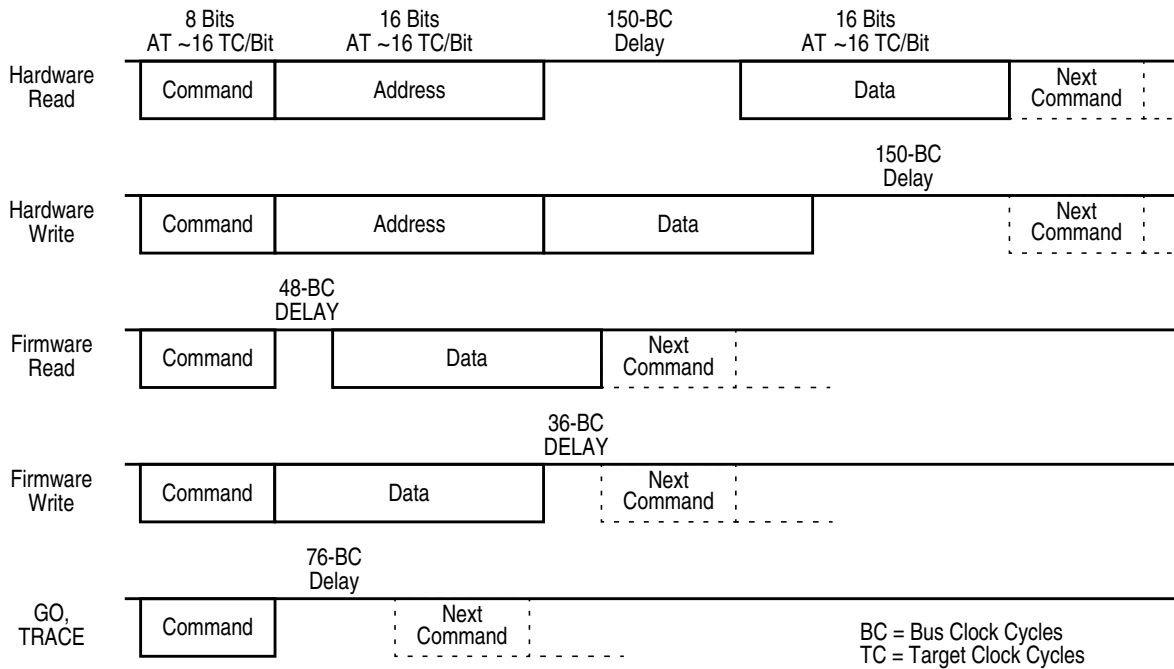 8 Bits
AT ~16 TC/Bit
16 Bits
AT ~16 TC/Bit
150-BC
Delay
16 Bits
AT ~16 TC/Bit
Hardware
Read
Command
Address
Data
Next
Command
150-BC
Delay
Hardware
Write
Command
Address
Data
Next
Command
48-BC
DELAY
Firmware
Read
Command
Data
Next
Command
36-BC
DELAY
Firmware
Write
Command
Data
Next
Command
76-BC
Delay
GO,
TRACE
Command
Next
Command
BC = Bus Clock Cycles
TC = Target Clock Cycles